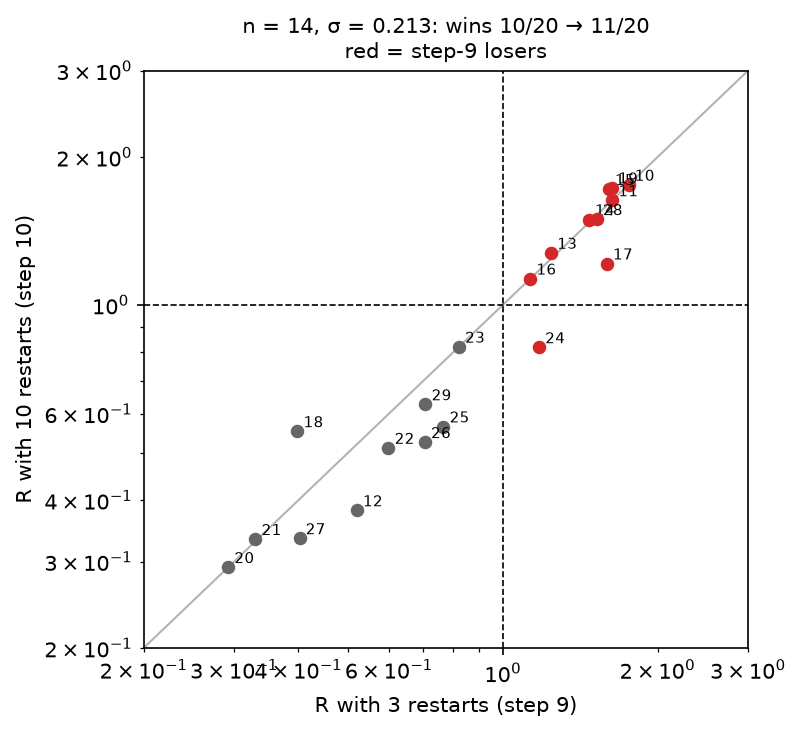 n = 14, σ = 0.213: wins 10/20 → 11/20
red = step-9 losers
3 × 10⁰
2 × 10⁰
10⁰
6 × 10⁻¹
4 × 10⁻¹
3 × 10⁻¹
2 × 10⁻¹
R with 10 restarts (step 10)
10
11
13
17
16
24
23
29
18
25
26
22
12
21
27
20
2 × 10⁻¹
3 × 10⁻¹
4 × 10⁻¹
6 × 10⁻¹
10⁰
2 × 10⁰
3 × 10⁰
R with 3 restarts (step 9)